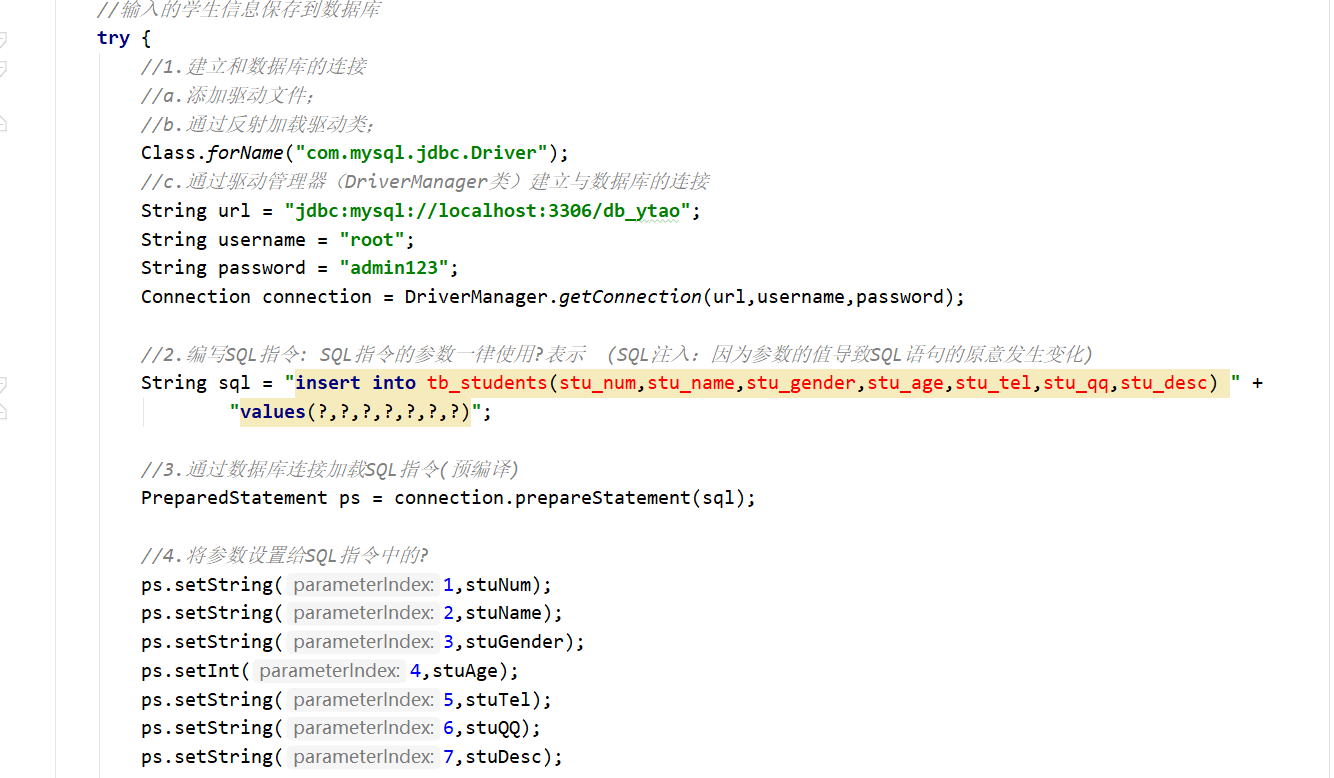 //输入的学生信息保存到数据库
try {
//1.建立和数据库的连接
//a.添加驱动文件；
//b.通过反射加载驱动类；
Class.forName("com.mysql.jdbc.Driver");
//c.通过驱动管理器（DriverManager类）建立与数据库的连接
String url = "jdbc:mysql://localhost:3306/db_ytao";
String username = "root";
String password = "admin123";
Connection connection = DriverManager.getConnection(url,username,password);
//2.编写SQL指令：SQL指令的参数一律使用?表示 （SQL注入：因为参数的值导致SQL语句的原意发生变化)
String sql = "insert into tb_students(stu_num,stu_name,stu_gender,stu_age,stu_tel,stu_qq,stu_desc) " +
"values(?,?,?,?,?,?,?)";
//3.通过数据库连接加载SQL指令(预编译)
PreparedStatement ps = connection.prepareStatement(sql);
//4.将参数设置给SQL指令中的?
ps.setString( parameterIndex: 1,stuNum);
ps.setString( parameterIndex: 2,stuName);
ps.setString( parameterIndex: 3,stuGender);
ps.setInt( parameterIndex: 4,stuAge);
ps.setString( parameterIndex: 5,stuTel);
ps.setString( parameterIndex: 6,stuQQ);
ps.setString( parameterIndex: 7,stuDesc);